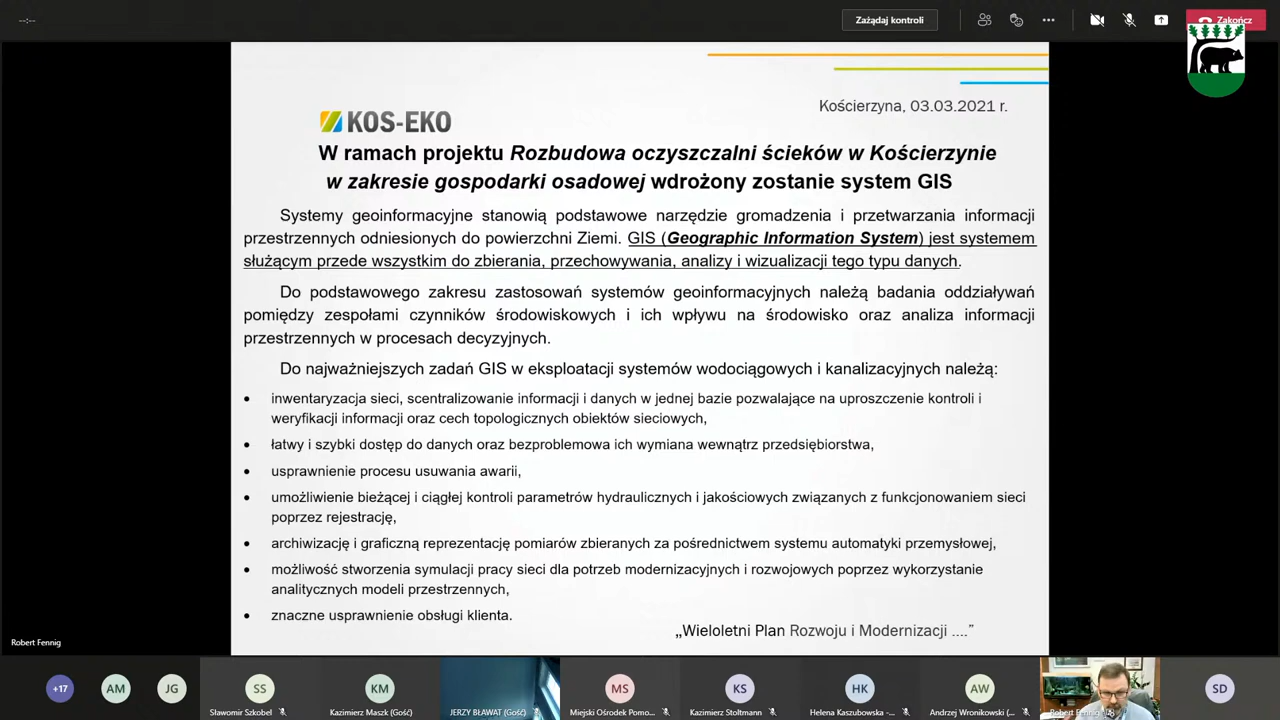 --:--
Zażądaj kontroli
Zakończ
Kościerzyna, 03.03.2021 r.
KOS-EKO
W ramach projektu Rozbudowa oczyszczalni ścieków w Kościerzynie
w zakresie gospodarki osadowej wdrożony zostanie system GIS
Systemy geoinformacyjne stanowią podstawowe narzędzie gromadzenia i przetwarzania informacji
przestrzennych odniesionych do powierzchni Ziemi. GIS (Geographic Information System) jest systemem
służącym przede wszystkim do zbierania, przechowywania, analizy i wizualizacji tego typu danych.
Do podstawowego zakresu zastosowań systemów geoinformacyjnych należą badania oddziaływań
pomiędzy zespołami czynników środowiskowych i ich wpływu na środowisko oraz analiza informacji
przestrzennych w procesach decyzyjnych.
Do najważniejszych zadań GIS w eksploatacji systemów wodociągowych i kanalizacyjnych należą:
• inwentaryzacja sieci, scentralizowanie informacji i danych w jednej bazie pozwalające na uproszczenie kontroli i
weryfikacji informacji oraz cech topologicznych obiektów sieciowych,
• łatwy i szybki dostęp do danych oraz bezproblemowa ich wymiana wewnątrz przedsiębiorstwa,
• usprawnienie procesu usuwania awarii,
• umożliwienie bieżącej i ciągłej kontroli parametrów hydraulicznych i jakościowych związanych z funkcjonowaniem sieci
poprzez rejestrację,
• archiwizację i graficzną reprezentację pomiarów zbieranych za pośrednictwem systemu automatyki przemysłowej,
• możliwość stworzenia symulacji pracy sieci dla potrzeb modernizacyjnych i rozwojowych poprzez wykorzystanie
analitycznych modeli przestrzennych,
• znaczne usprawnienie obsługi klienta.
„Wieloletni Plan Rozwoju i Modernizacji ....”
Robert Fennig
+17 AM JG SS KM MS KS HK AW SD
Sławomir Szkobel Kazimierz Maszk (Gość) JERZY BŁAWAT (Gość) Miejski Ośrodek Pomo... Kazimierz Stoltmann Helena Kaszubowska -... Andrzej Wronikowski (... Robert Fennig